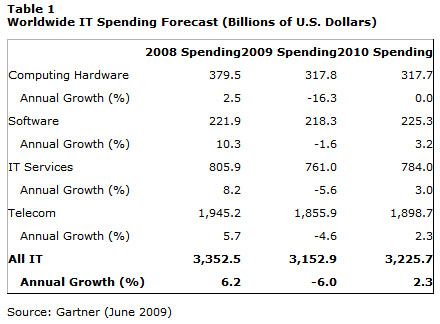 Table 1
Worldwide IT Spending Forecast (Billions of U.S. Dollars)
2008 Spending 2009 Spending 2010 Spending
Computing Hardware 379.5 317.8 317.7
Annual Growth (%) 2.5 -16.3 0.0
Software 221.9 218.3 225.3
Annual Growth (%) 10.3 -1.6 3.2
IT Services 805.9 761.0 784.0
Annual Growth (%) 8.2 -5.6 3.0
Telecom 1,945.2 1,855.9 1,898.7
Annual Growth (%) 5.7 -4.6 2.3
All IT 3,352.5 3,152.9 3,225.7
Annual Growth (%) 6.2 -6.0 2.3
Source: Gartner (June 2009)